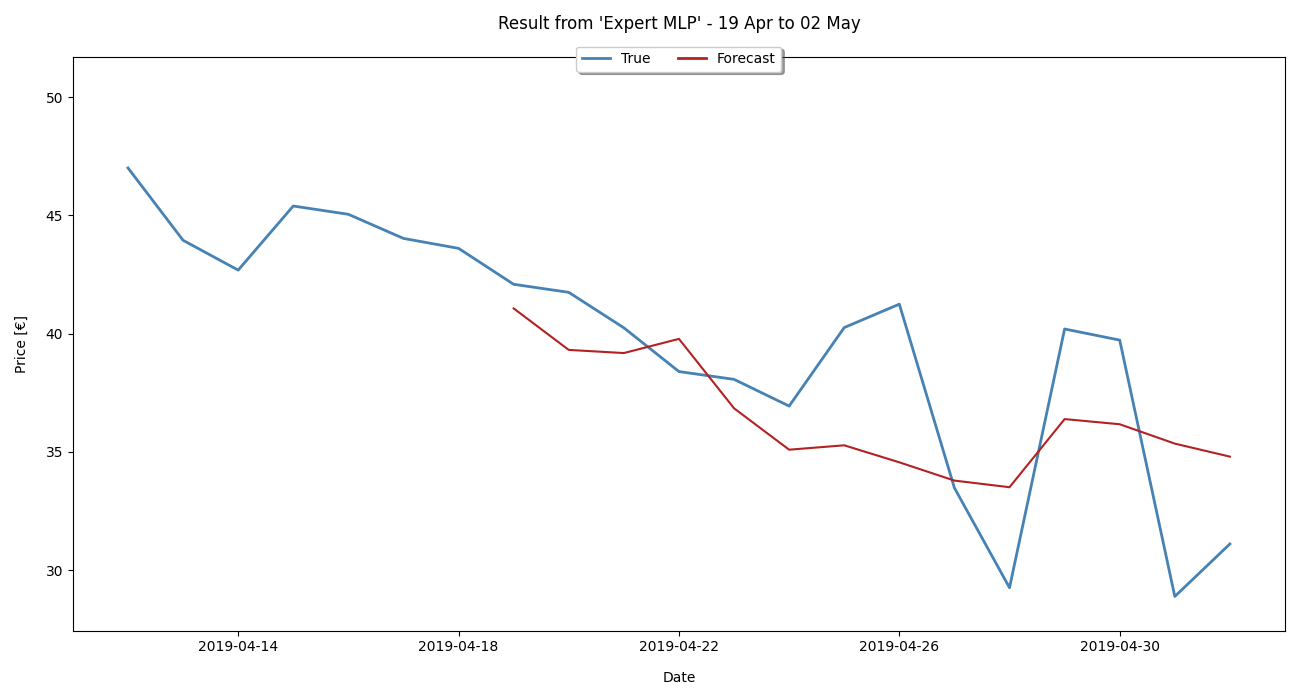 Result from 'Expert MLP' - 19 Apr to 02 May
True Forecast
50
45
40
35
30
Price [€]
2019-04-14 2019-04-18 2019-04-22 2019-04-26 2019-04-30
Date